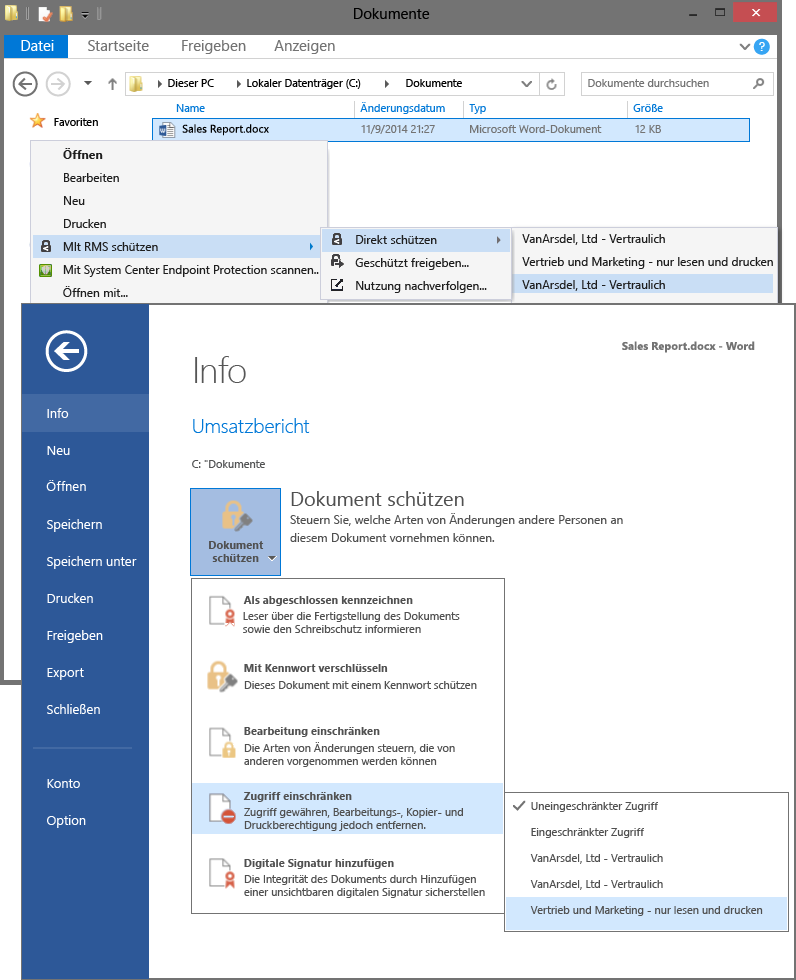 Dokumente
Datei Startseite Freigeben Anzeigen
?
Dieser PC Lokaler Datenträger (C:) Dokumente
Dokumente durchsuchen
Favoriten
Name Änderungsdatum Typ Größe
Sales Report.docx 11/9/2014 21:27 Microsoft Word-Dokument 12 KB
Öffnen
Bearbeiten
Neu
Drucken
MIt RMS schützen
Mit System Center Endpoint Protection scannen..
Öffnen mit...
Direkt schützen
Geschützt freigeben...
Nutzung nachverfolgen...
VanArsdel, Ltd - Vertraulich
Vertrieb und Marketing - nur lesen und drucken
VanArsdel, Ltd - Vertraulich
Info
Neu
Öffnen
Speichern
Speichern unter
Drucken
Freigeben
Export
Schließen
Konto
Option
Sales Report.docx - Word
Info
Umsatzbericht
C: "Dokumente
Dokument
schützen
Dokument schützen
Steuern Sie, welche Arten von Änderungen andere Personen an
diesem Dokument vornehmen können.
Als abgeschlossen kennzeichnen
Leser über die Fertigstellung des Dokuments
sowie den Schreibschutz informieren
Mit Kennwort verschlüsseln
Dieses Dokument mit einem Kennwort schützen
Bearbeitung einschränken
Die Arten von Änderungen steuern, die von
anderen vorgenommen werden können
Zugriff einschränken
Zugriff gewähren, Bearbeitungs-, Kopier- und
Druckberechtigung jedoch entfernen.
Digitale Signatur hinzufügen
Die Integrität des Dokuments durch Hinzufügen
einer unsichtbaren digitalen Signatur sicherstellen
Uneingeschränkter Zugriff
Eingeschränkter Zugriff
VanArsdel, Ltd - Vertraulich
VanArsdel, Ltd - Vertraulich
Vertrieb und Marketing - nur lesen und drucken